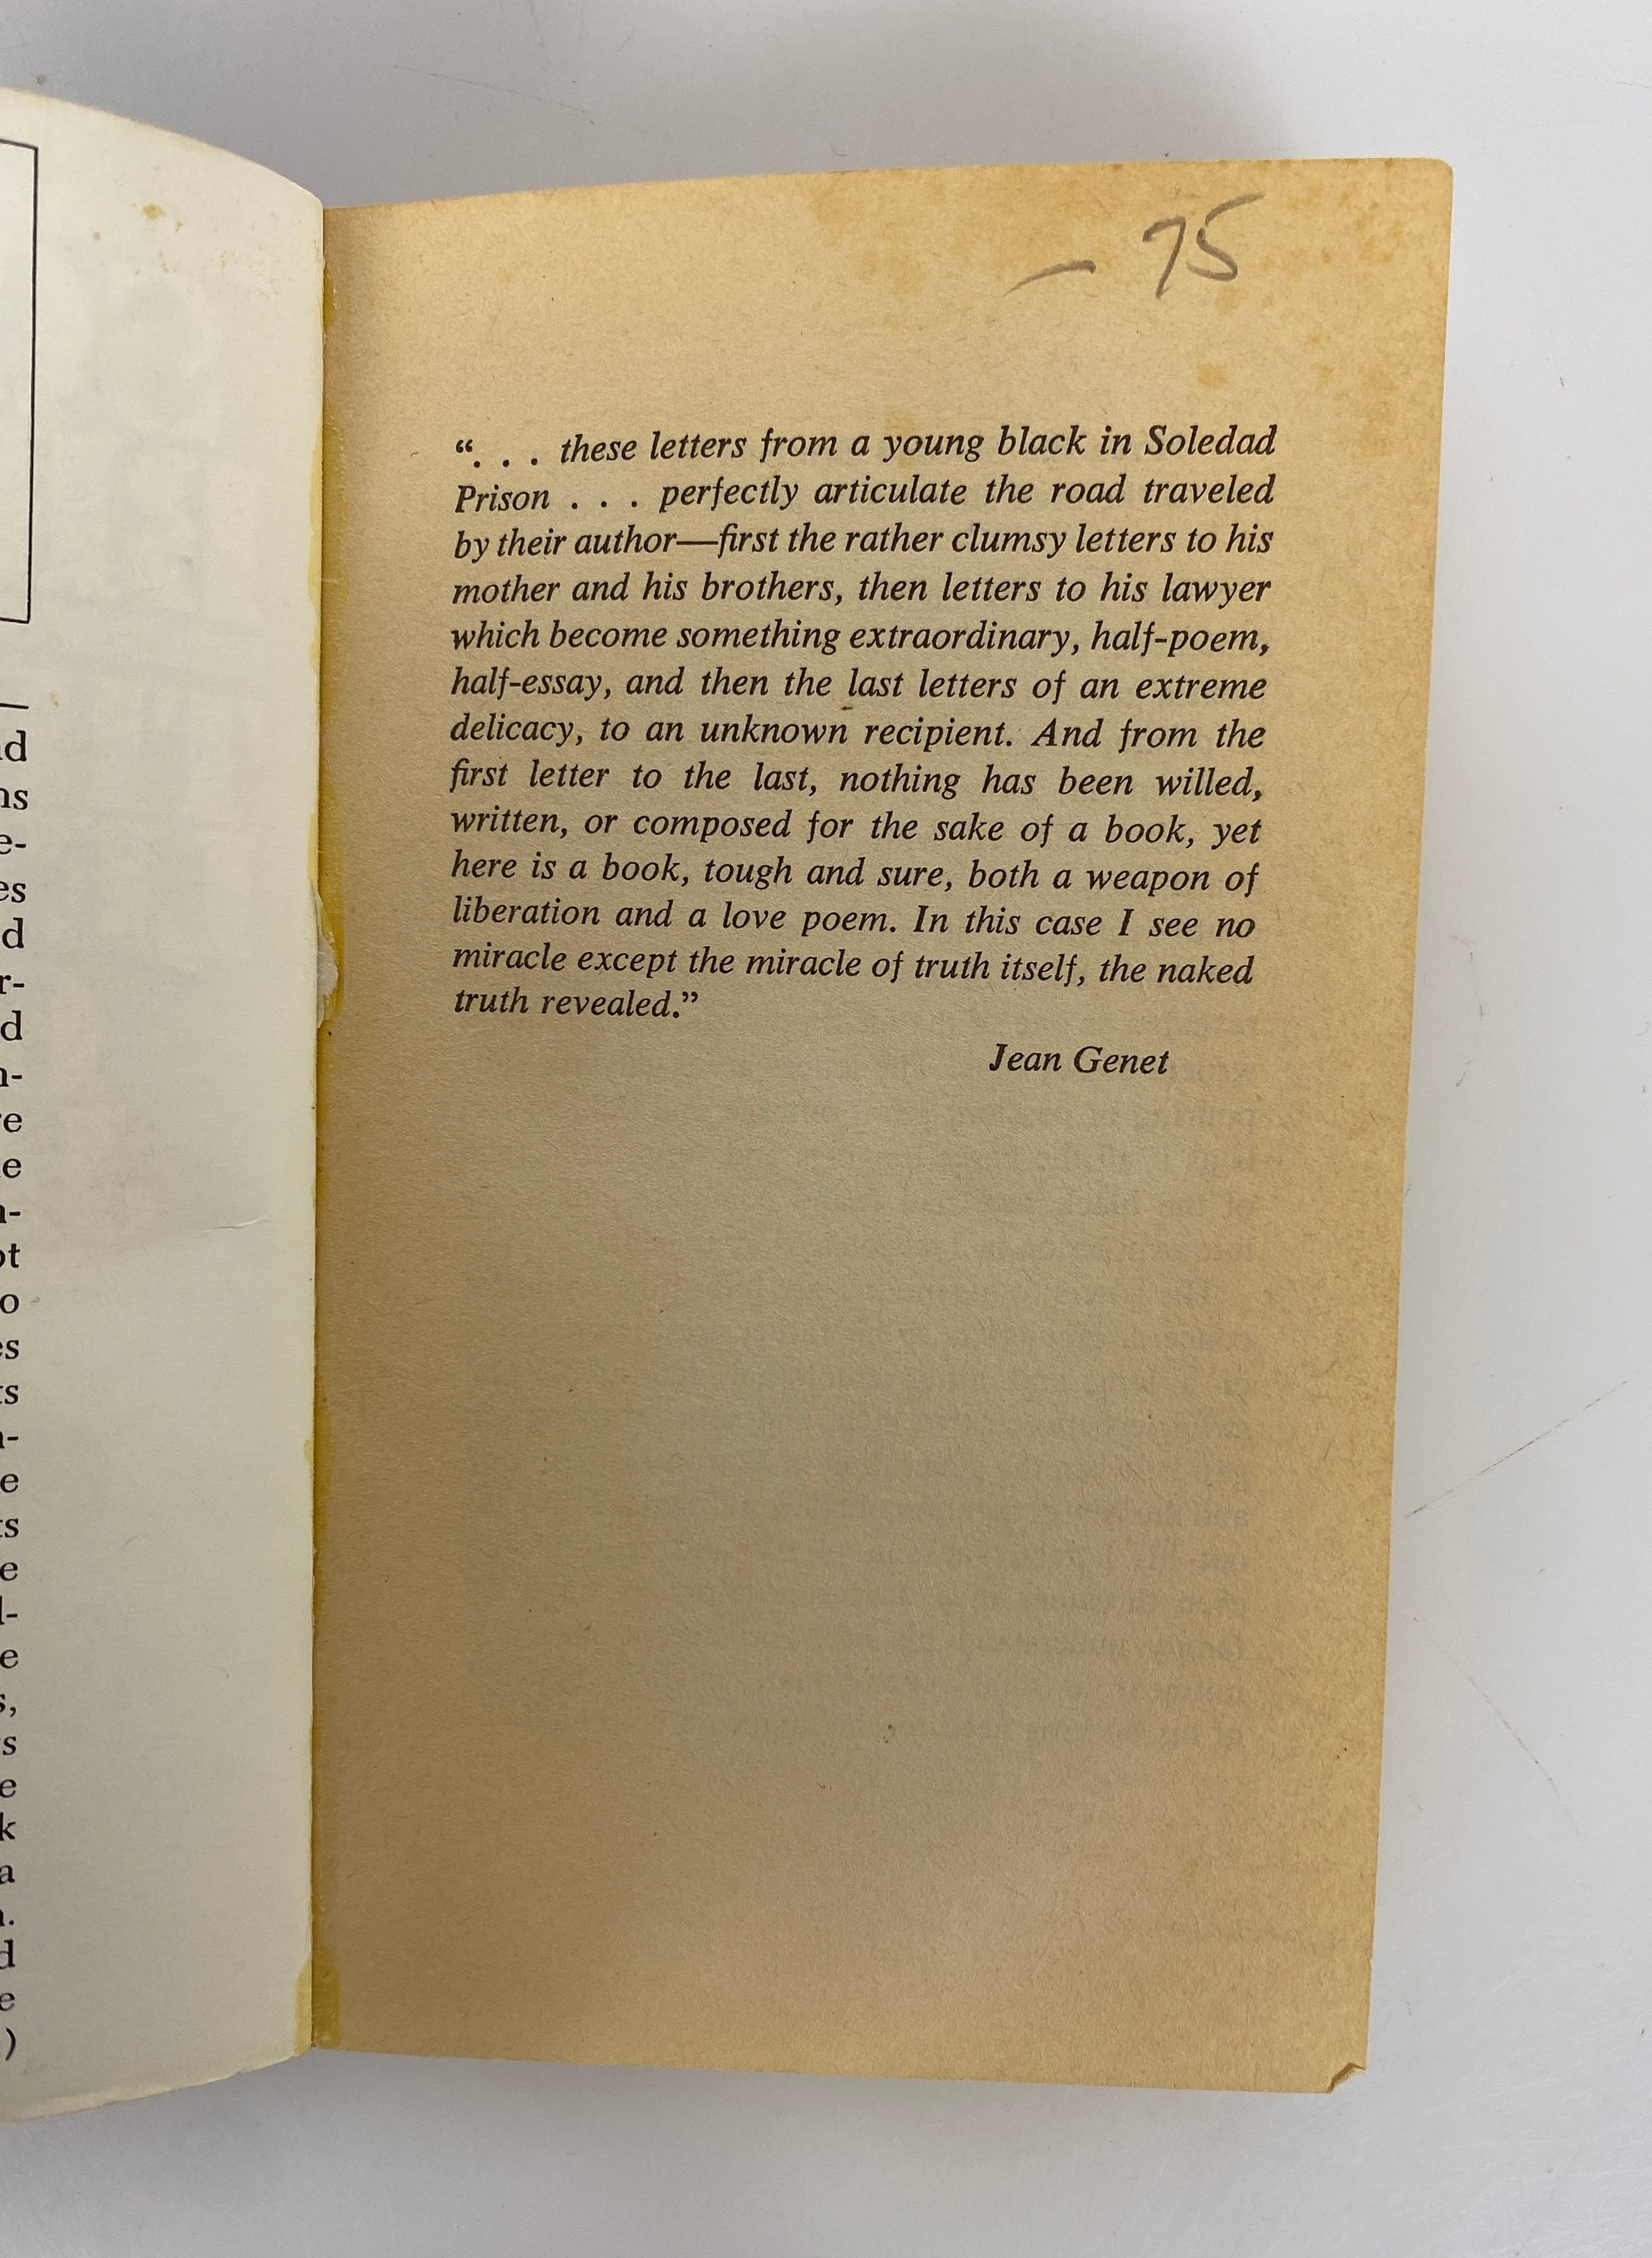 - 75
“. . . these letters from a young black in Soledad
Prison . . . perfectly articulate the road traveled
by their author—first the rather clumsy letters to his
mother and his brothers, then letters to his lawyer
which become something extraordinary, half-poem,
half-essay, and then the last letters of an extreme
delicacy, to an unknown recipient. And from the
first letter to the last, nothing has been willed,
written, or composed for the sake of a book, yet
here is a book, tough and sure, both a weapon of
liberation and a love poem. In this case I see no
miracle except the miracle of truth itself, the naked
truth revealed.”
Jean Genet